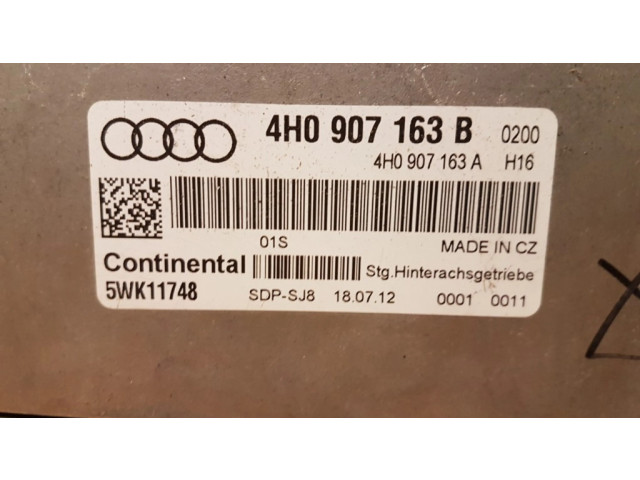 4H0 907 163 B 0200
4H0 907 163 A H16
01S MADE IN CZ
Continental Stg.Hinterachsgetriebe
5WK11748 SDP-SJ8 18.07.12 0001 0011